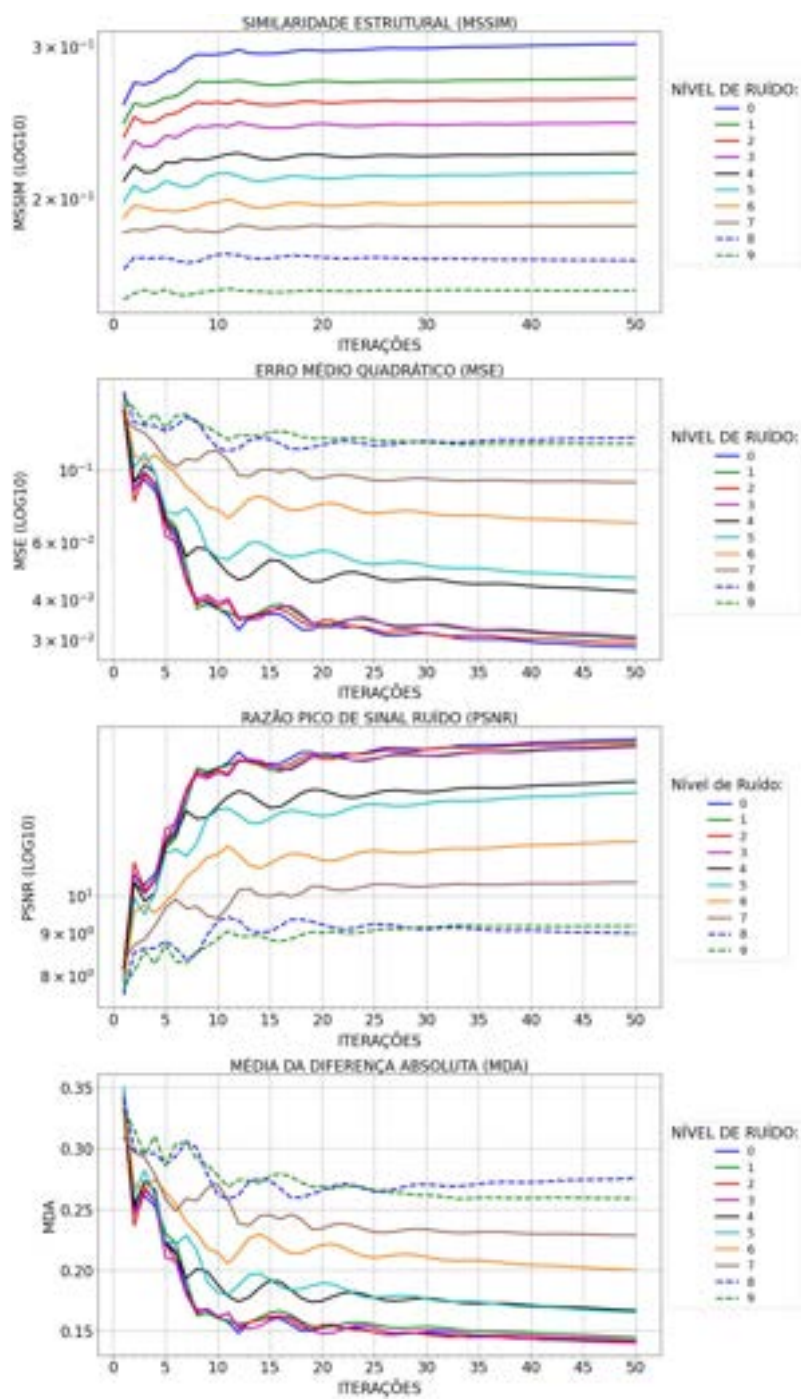 SIMILARIDADE ESTRUTURAL (MSSIM)
3 × 10⁻¹
2 × 10⁻¹
MSSIM (LOG10)
0 5 10 15 20 25 30 35 40 45 50
ITERAÇÕES
NÍVEL DE RUÍDO:
0
1
2
3
4
5
6
7
8
9
ERRO MÉDIO QUADRÁTICO (MSE)
10⁻¹
6 × 10⁻²
4 × 10⁻²
3 × 10⁻²
MSE (LOG10)
0 5 10 15 20 25 30 35 40 45 50
ITERAÇÕES
NÍVEL DE RUÍDO:
0
1
2
3
4
5
6
7
8
9
RAZÃO PICO DE SINAL RUÍDO (PSNR)
10¹
9 × 10⁰
8 × 10⁰
PSNR (LOG10)
0 5 10 15 20 25 30 35 40 45 50
ITERAÇÕES
Nível de Ruído:
0
1
2
3
4
5
6
7
8
9
MÉDIA DA DIFERENÇA ABSOLUTA (MDA)
0.35
0.30
0.25
0.20
0.15
MDA
0 5 10 15 20 25 30 35 40 45 50
ITERAÇÕES
NÍVEL DE RUÍDO:
0
1
2
3
4
5
6
7
8
9